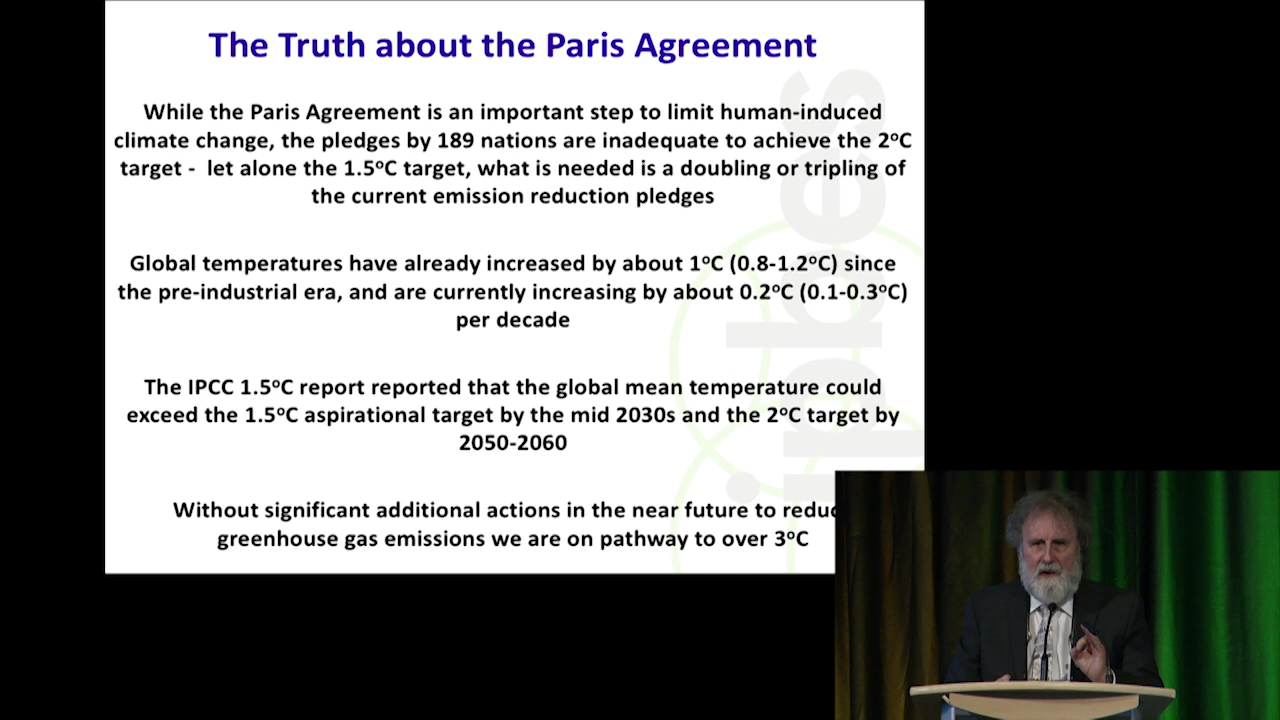 The Truth about the Paris Agreement
While the Paris Agreement is an important step to limit human-induced
climate change, the pledges by 189 nations are inadequate to achieve the 2°C
target - let alone the 1.5°C target, what is needed is a doubling or tripling of
the current emission reduction pledges
Global temperatures have already increased by about 1°C (0.8-1.2°C) since
the pre-industrial era, and are currently increasing by about 0.2°C (0.1-0.3°C)
per decade
The IPCC 1.5°C report reported that the global mean temperature could
exceed the 1.5°C aspirational target by the mid 2030s and the 2°C target by
2050-2060
Without significant additional actions in the near future to reduc
greenhouse gas emissions we are on pathway to over 3°C
ipbes